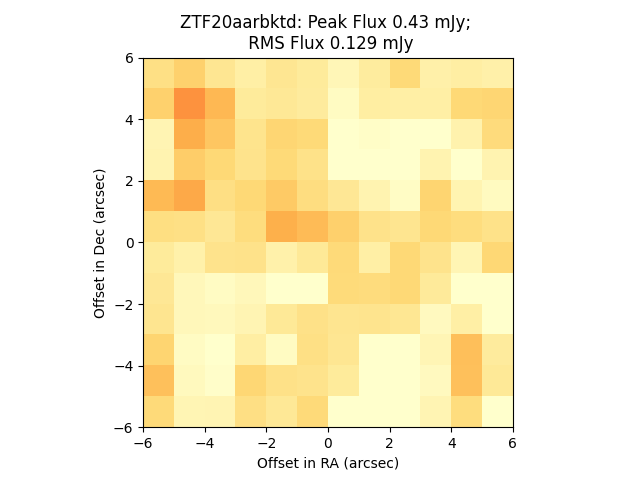 ZTF20aarbktd: Peak Flux 0.43 mJy;
RMS Flux 0.129 mJy
6
4
2
0
−2
−4
−6
Offset in Dec (arcsec)
−6 −4 −2 0 2 4 6
Offset in RA (arcsec)